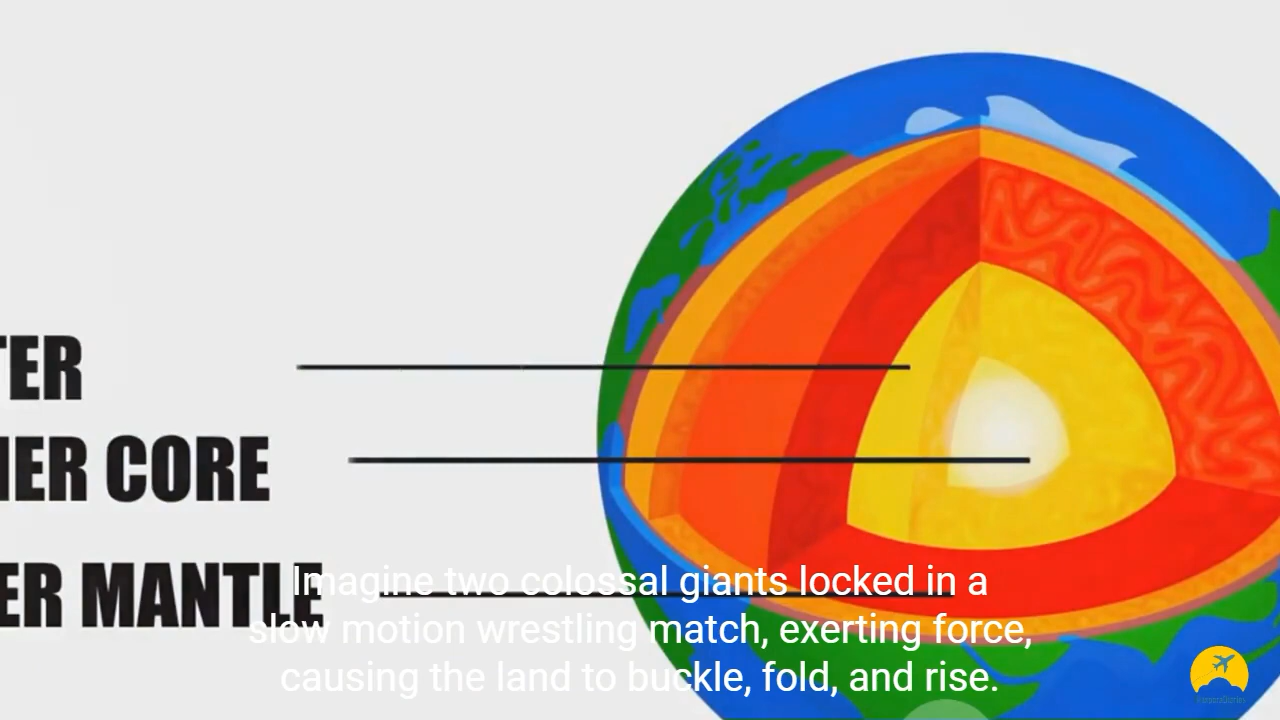 TER
ER CORE
ER MANTLE
Imagine two colossal giants locked in a
slow motion wrestling match, exerting force,
causing the land to buckle, fold, and rise.